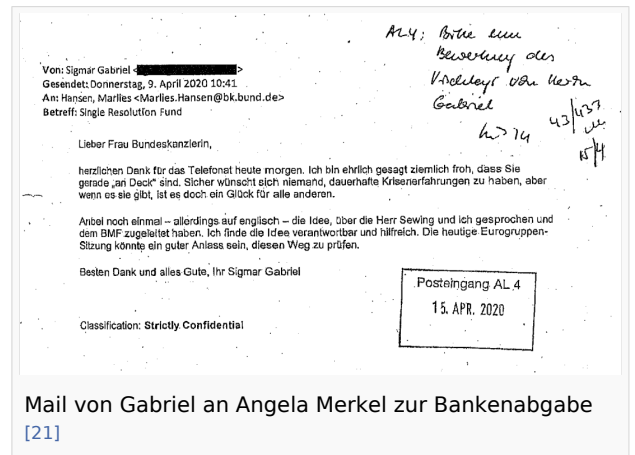 AL 4: Bitte um
Bewertung des
Vorschlags von Herrn
Gabriel
43/437
15/4
Von: Sigmar Gabriel < >
Gesendet: Donnerstag, 9. April 2020 10:41
An: Hansen, Marlies <Marlies.Hansen@bk.bund.de>
Betreff: Single Resolution Fund
Lieber Frau Bundeskanzlerin,
herzlichen Dank für das Telefonat heute morgen. Ich bin ehrlich gesagt ziemlich froh, dass Sie
gerade „an Deck“ sind. Sicher wünscht sich niemand, dauerhafte Krisenerfahrungen zu haben, aber
wenn es sie gibt, ist es doch ein Glück für alle anderen.
Anbei noch einmal – allerdings auf englisch – die Idee, über die Herr Sewing und ich gesprochen und
dem BMF zugeleitet haben. Ich finde die Idee verantwortbar und hilfreich. Die heutige Eurogruppen-
Sitzung könnte ein guter Anlass sein, diesen Weg zu prüfen.
Besten Dank und alles Gute, Ihr Sigmar Gabriel
Posteingang AL 4
15. APR. 2020
Classification: Strictly Confidential
Mail von Gabriel an Angela Merkel zur Bankenabgabe
[21]